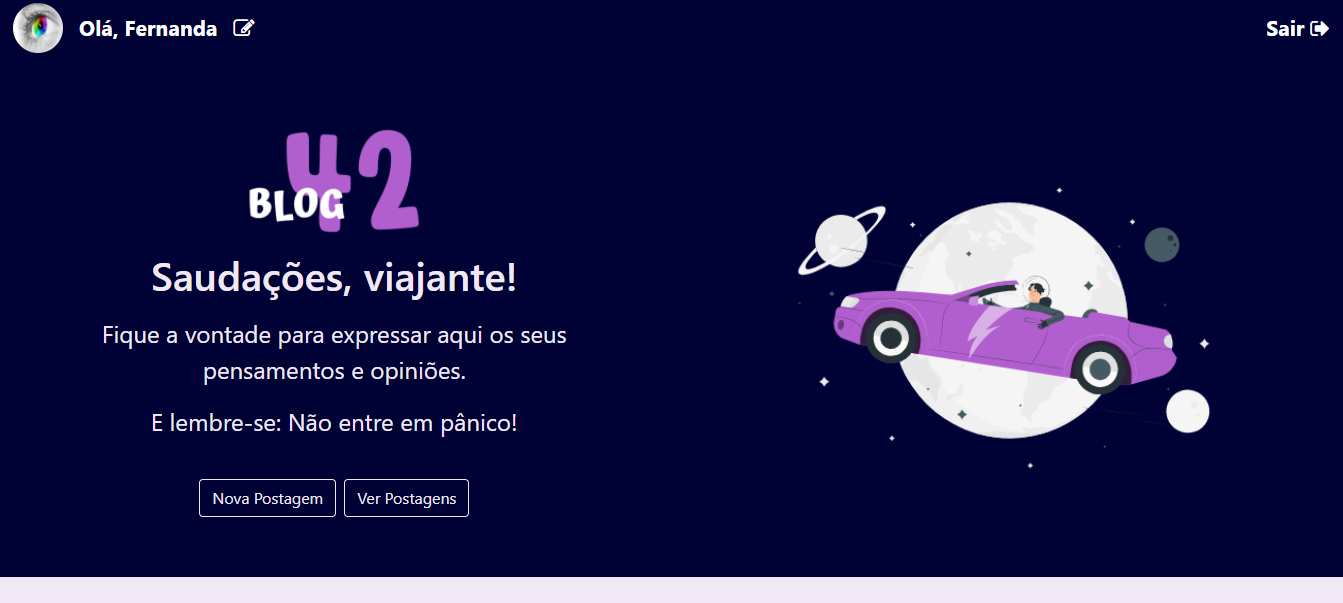 Olá, Fernanda
Sair
42
BLOG
Saudações, viajante!
Fique a vontade para expressar aqui os seus
pensamentos e opiniões.
E lembre-se: Não entre em pânico!
Nova Postagem
Ver Postagens